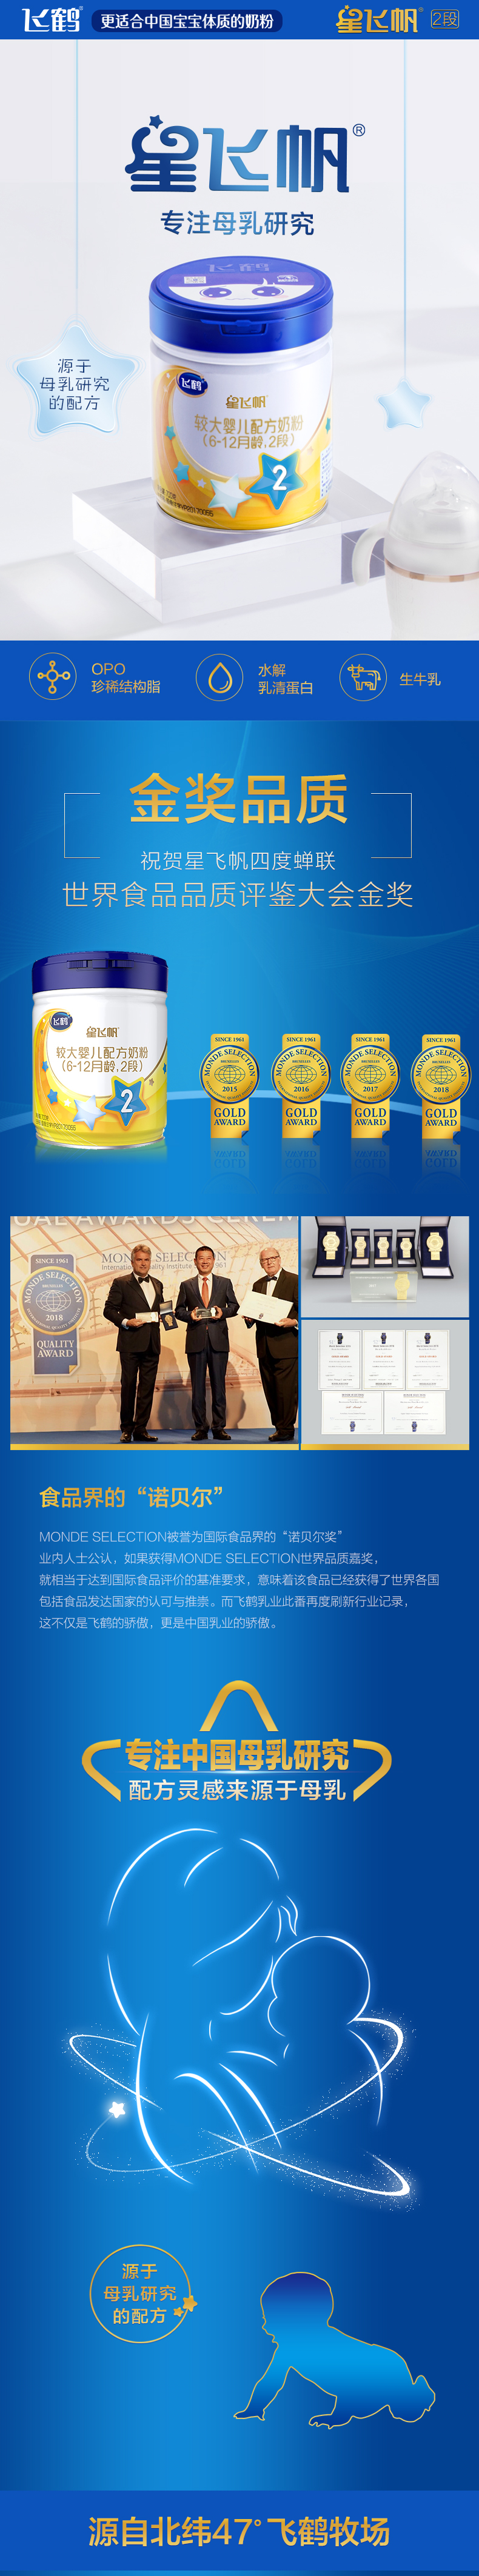 飞鹤®
更适合中国宝宝体质的奶粉
星飞帆® 2段
星飞帆®
专注母乳研究
源于
母乳研究
的配方
飞鹤
飞鹤
星飞帆
较大婴儿配方奶粉
(6-12月龄,2段)
2
OPO
珍稀结构脂
水解
乳清蛋白
生牛乳
金奖品质
祝贺星飞帆四度蝉联
世界食品品质评鉴大会金奖
飞鹤
星飞帆
较大婴儿配方奶粉
(6-12月龄,2段)
2
SINCE 1961
MONDE SELECTION
BRUXELLES
2015
GOLD
AWARD
SINCE 1961
MONDE SELECTION
BRUXELLES
2016
GOLD
AWARD
SINCE 1961
MONDE SELECTION
BRUXELLES
2017
GOLD
AWARD
SINCE 1961
MONDE SELECTION
BRUXELLES
2018
GOLD
AWARD
MONDE SELECTION
SINCE 1961
MONDE SELECTION
BRUXELLES
2018
QUALITY
AWARD
食品界的“诺贝尔”
MONDE SELECTION被誉为国际食品界的“诺贝尔奖”
业内人士公认，如果获得MONDE SELECTION世界品质嘉奖，
就相当于达到国际食品评价的基准要求，意味着该食品已经获得了世界各国
包括食品发达国家的认可与推崇。而飞鹤乳业此番再度刷新行业记录，
这不仅是飞鹤的骄傲，更是中国乳业的骄傲。
专注中国母乳研究
配方灵感来源于母乳
源于
母乳研究
的配方
源自北纬47°飞鹤牧场